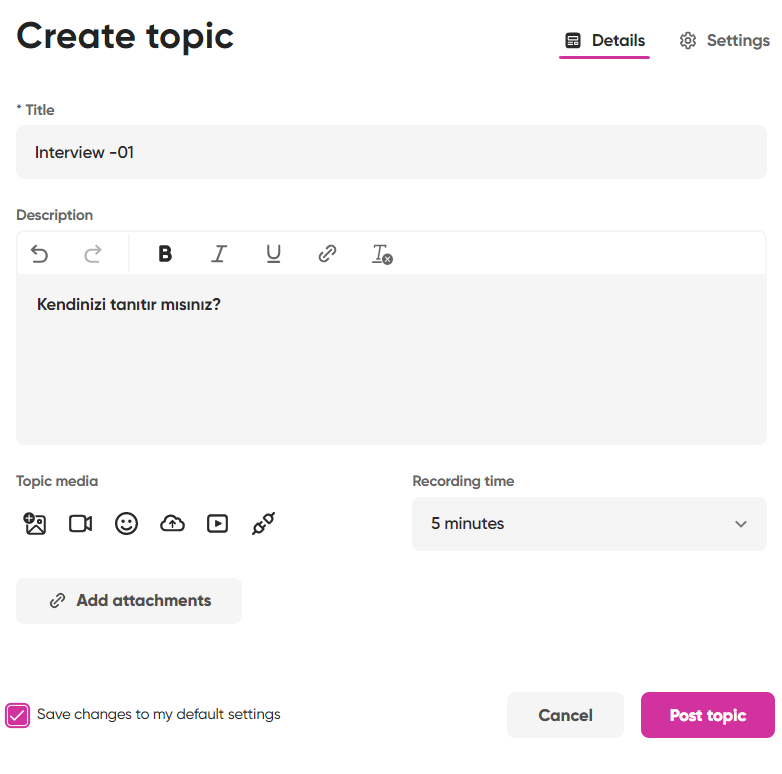 Create topic
Details
Settings
* Title
Interview -01
Description
B I U
Kendinizi tanıtır mısınız?
Topic media
Recording time
5 minutes
Add attachments
Save changes to my default settings
Cancel
Post topic